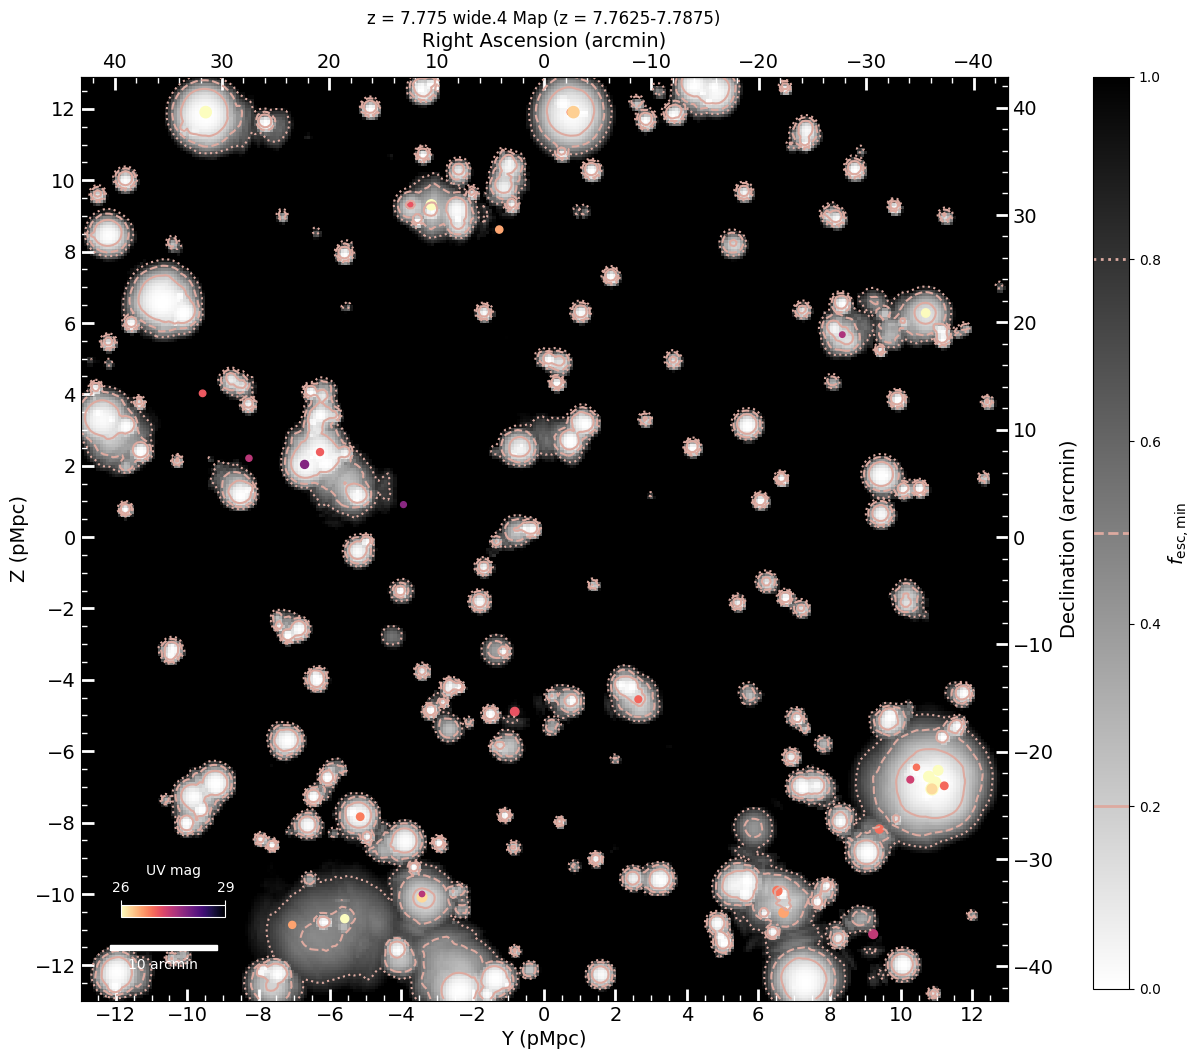 z = 7.775 wide.4 Map (z = 7.7625-7.7875)
Right Ascension (arcmin)
40 30 20 10 0 −10 −20 −30 −40
12 10 8 6 4 2 0 −2 −4 −6 −8 −10 −12
Z (pMpc)
UV mag
26 29
10 arcmin
−12 −10 −8 −6 −4 −2 0 2 4 6 8 10 12
Y (pMpc)
40 30 20 10 0 −10 −20 −30 −40
Declination (arcmin)
1.0 0.8 0.6 0.4 0.2 0.0
f_esc,min